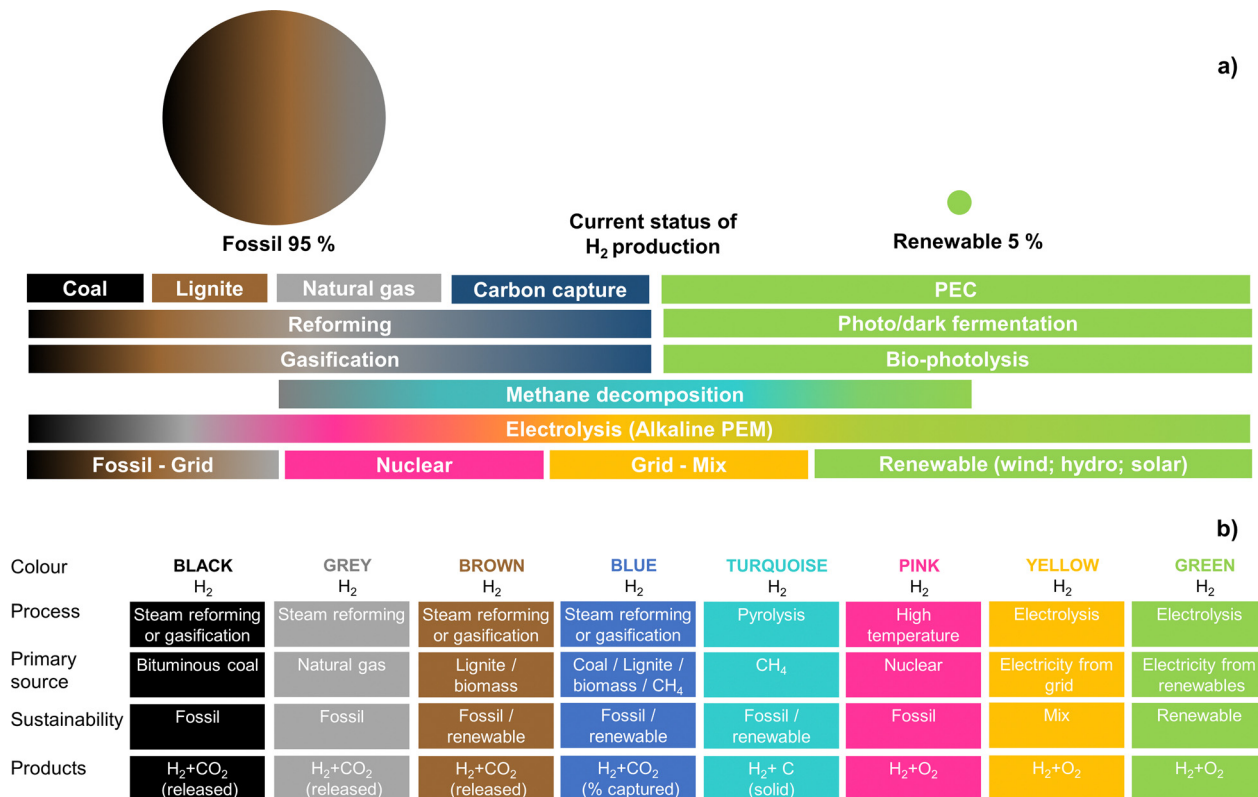 a)
Fossil 95 %
Current status of
H₂ production
Renewable 5 %
Coal Lignite Natural gas Carbon capture PEC
Reforming Photo/dark fermentation
Gasification Bio-photolysis
Methane decomposition
Electrolysis (Alkaline PEM)
Fossil - Grid Nuclear Grid - Mix Renewable (wind; hydro; solar)
b)
Colour BLACK GREY BROWN BLUE TURQUOISE PINK YELLOW GREEN
H₂ H₂ H₂ H₂ H₂ H₂ H₂ H₂
Process Steam reforming Steam reforming Steam reforming Steam reforming Pyrolysis High Electrolysis Electrolysis
or gasification or gasification or gasification temperature
Primary Bituminous coal Natural gas Lignite / Coal / Lignite / CH₄ Nuclear Electricity from Electricity from
source biomass biomass / CH₄ grid renewables
Sustainability Fossil Fossil Fossil / Fossil / Fossil / Fossil Mix Renewable
renewable renewable renewable
Products H₂+CO₂ H₂+CO₂ H₂+CO₂ H₂+CO₂ H₂+ C H₂+O₂ H₂+O₂ H₂+O₂
(released) (released) (released) (% captured) (solid)